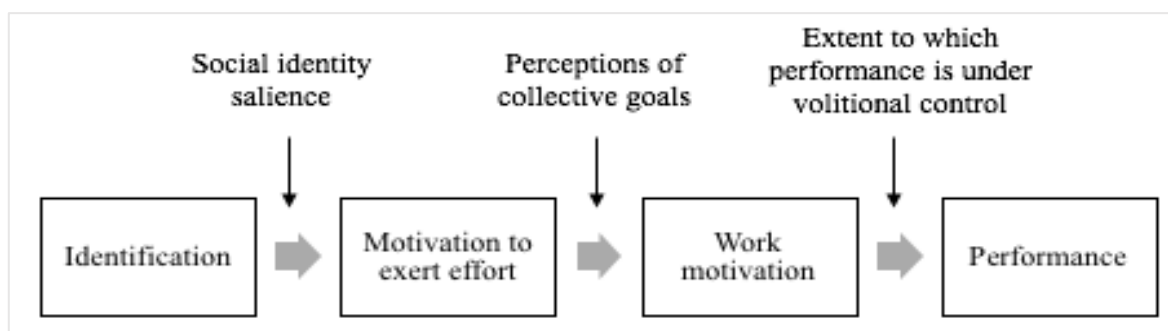 Social identity
salience
Perceptions of
collective goals
Extent to which
performance is under
volitional control
Identification
Motivation to
exert effort
Work
motivation
Performance